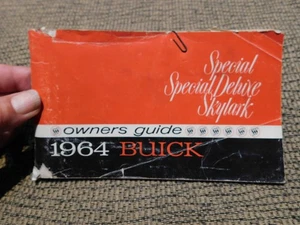 Special
Special Deluxe
Skylark
owners guide
1964 BUICK